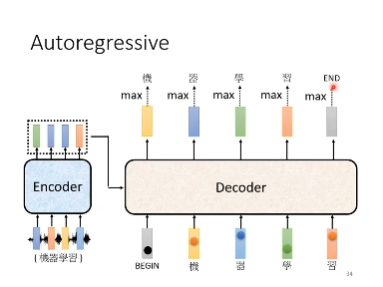 Autoregressive
機 器 學 習 END
max max max max max
Encoder
Decoder
(機器學習)
BEGIN 機 器 學 習
34